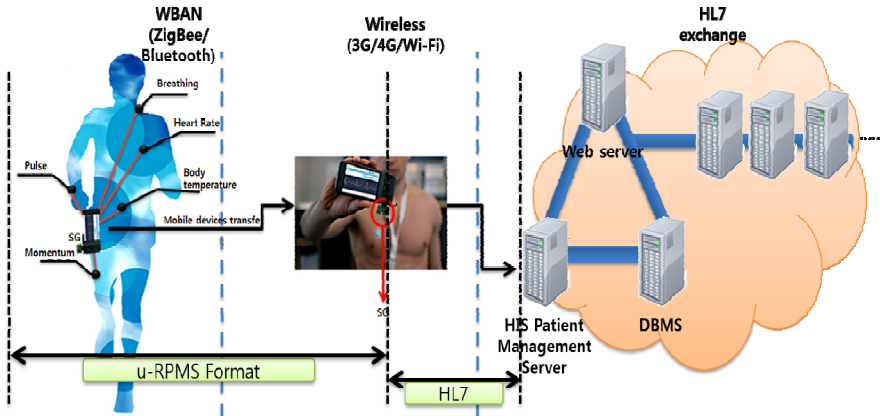 WBAN
(ZigBee/
Bluetooth)
Wireless
(3G/4G/Wi-Fi)
HL7
exchange
Breathing
Heart Rate
Pulse
Body
temperature
Mobile devices transfe
SG
Momentum
SG
Web server
HIS Patient
Management
Server
DBMS
u-RPMS Format
HL7